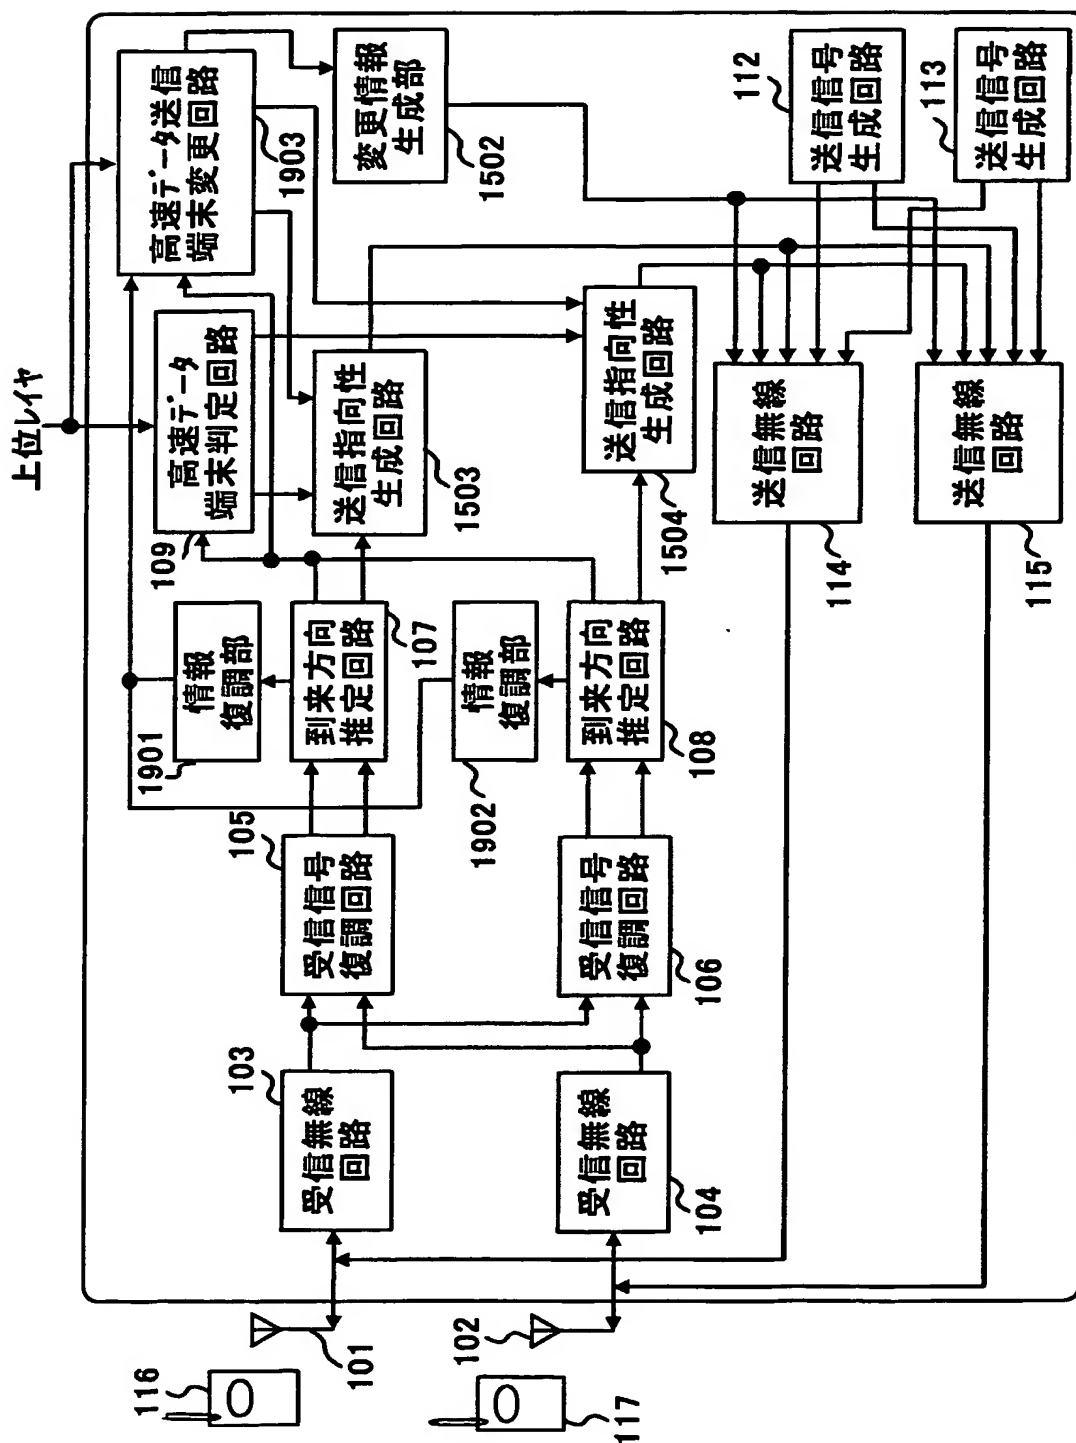 上位レイヤ
116
117
101
102
103
受信無線
回路
104
受信無線
回路
105
受信信号
復調回路
106
受信信号
復調回路
1901
情報
復調部
107
到来方向
推定回路
1902
情報
復調部
108
到来方向
推定回路
109
高速データ
端末判定回路
1903
高速データ送信
端末変更回路
1502
変更情報
生成部
1503
送信指向性
生成回路
1504
送信指向性
生成回路
112
送信信号
生成回路
113
送信信号
生成回路
114
送信無線
回路
115
送信無線
回路